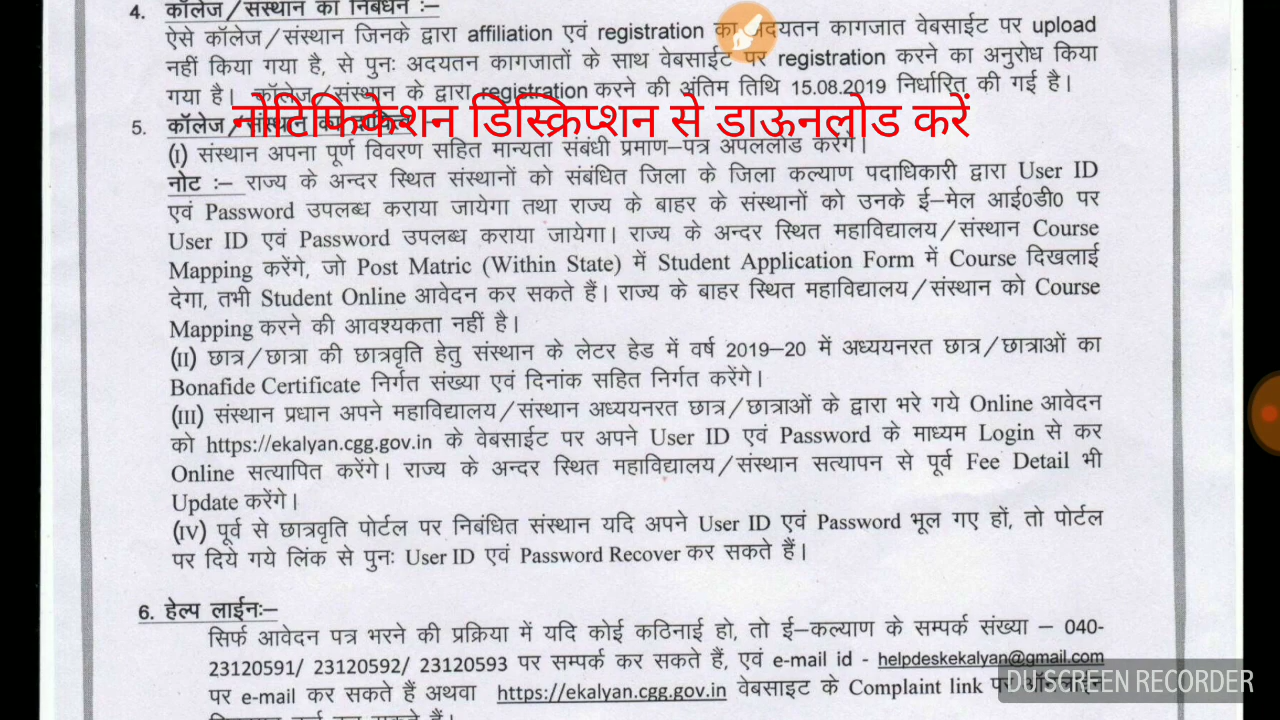 4. कॉलेज/संस्थान का निबंधन :–
ऐसे कॉलेज/संस्थान जिनके द्वारा affiliation एवं registration का अदयतन कागजात वेबसाईट पर upload
नहीं किया गया है, से पुनः अदयतन कागजातों के साथ वेबसाईट पर registration करने का अनुरोध किया
गया है। कॉलेज/संस्थान के द्वारा registration करने की अंतिम तिथि 15.08.2019 निर्धारित की गई है।
नोटिफिकेशन डिस्क्रिप्शन से डाऊनलोड करें
5. कॉलेज/संस्थान का
(I) संस्थान अपना पूर्ण विवरण सहित मान्यता संबंधी प्रमाण–पत्र अपललोड करेंगे।
नोट :– राज्य के अन्दर स्थित संस्थानों को संबंधित जिला के जिला कल्याण पदाधिकारी द्वारा User ID
एवं Password उपलब्ध कराया जायेगा तथा राज्य के बाहर के संस्थानों को उनके ई–मेल आई0डी0 पर
User ID एवं Password उपलब्ध कराया जायेगा। राज्य के अन्दर स्थित महाविद्यालय/संस्थान Course
Mapping करेंगे, जो Post Matric (Within State) में Student Application Form में Course दिखलाई
देगा, तभी Student Online आवेदन कर सकते हैं। राज्य के बाहर स्थित महाविद्यालय/संस्थान को Course
Mapping करने की आवश्यकता नहीं है।
(II) छात्र/छात्रा की छात्रवृति हेतु संस्थान के लेटर हेड में वर्ष 2019–20 में अध्ययनरत छात्र/छात्राओं का
Bonafide Certificate निर्गत संख्या एवं दिनांक सहित निर्गत करेंगे।
(III) संस्थान प्रधान अपने महाविद्यालय/संस्थान अध्ययनरत छात्र/छात्राओं के द्वारा भरे गये Online आवेदन
को https://ekalyan.cgg.gov.in के वेबसाईट पर अपने User ID एवं Password के माध्यम Login से कर
Online सत्यापित करेंगे। राज्य के अन्दर स्थित महाविद्यालय/संस्थान सत्यापन से पूर्व Fee Detail भी
Update करेंगे।
(IV) पूर्व से छात्रवृति पोर्टल पर निबंधित संस्थान यदि अपने User ID एवं Password भूल गए हों, तो पोर्टल
पर दिये गये लिंक से पुनः User ID एवं Password Recover कर सकते हैं।
6. हेल्प लाईनः–
सिर्फ आवेदन पत्र भरने की प्रक्रिया में यदि कोई कठिनाई हो, तो ई–कल्याण के सम्पर्क संख्या – 040-
23120591/ 23120592/ 23120593 पर सम्पर्क कर सकते हैं, एवं e-mail id - helpdeskekalyan@gmail.com
पर e-mail कर सकते हैं अथवा https://ekalyan.cgg.gov.in वेबसाइट के Complaint link पर
DU SCREEN RECORDER